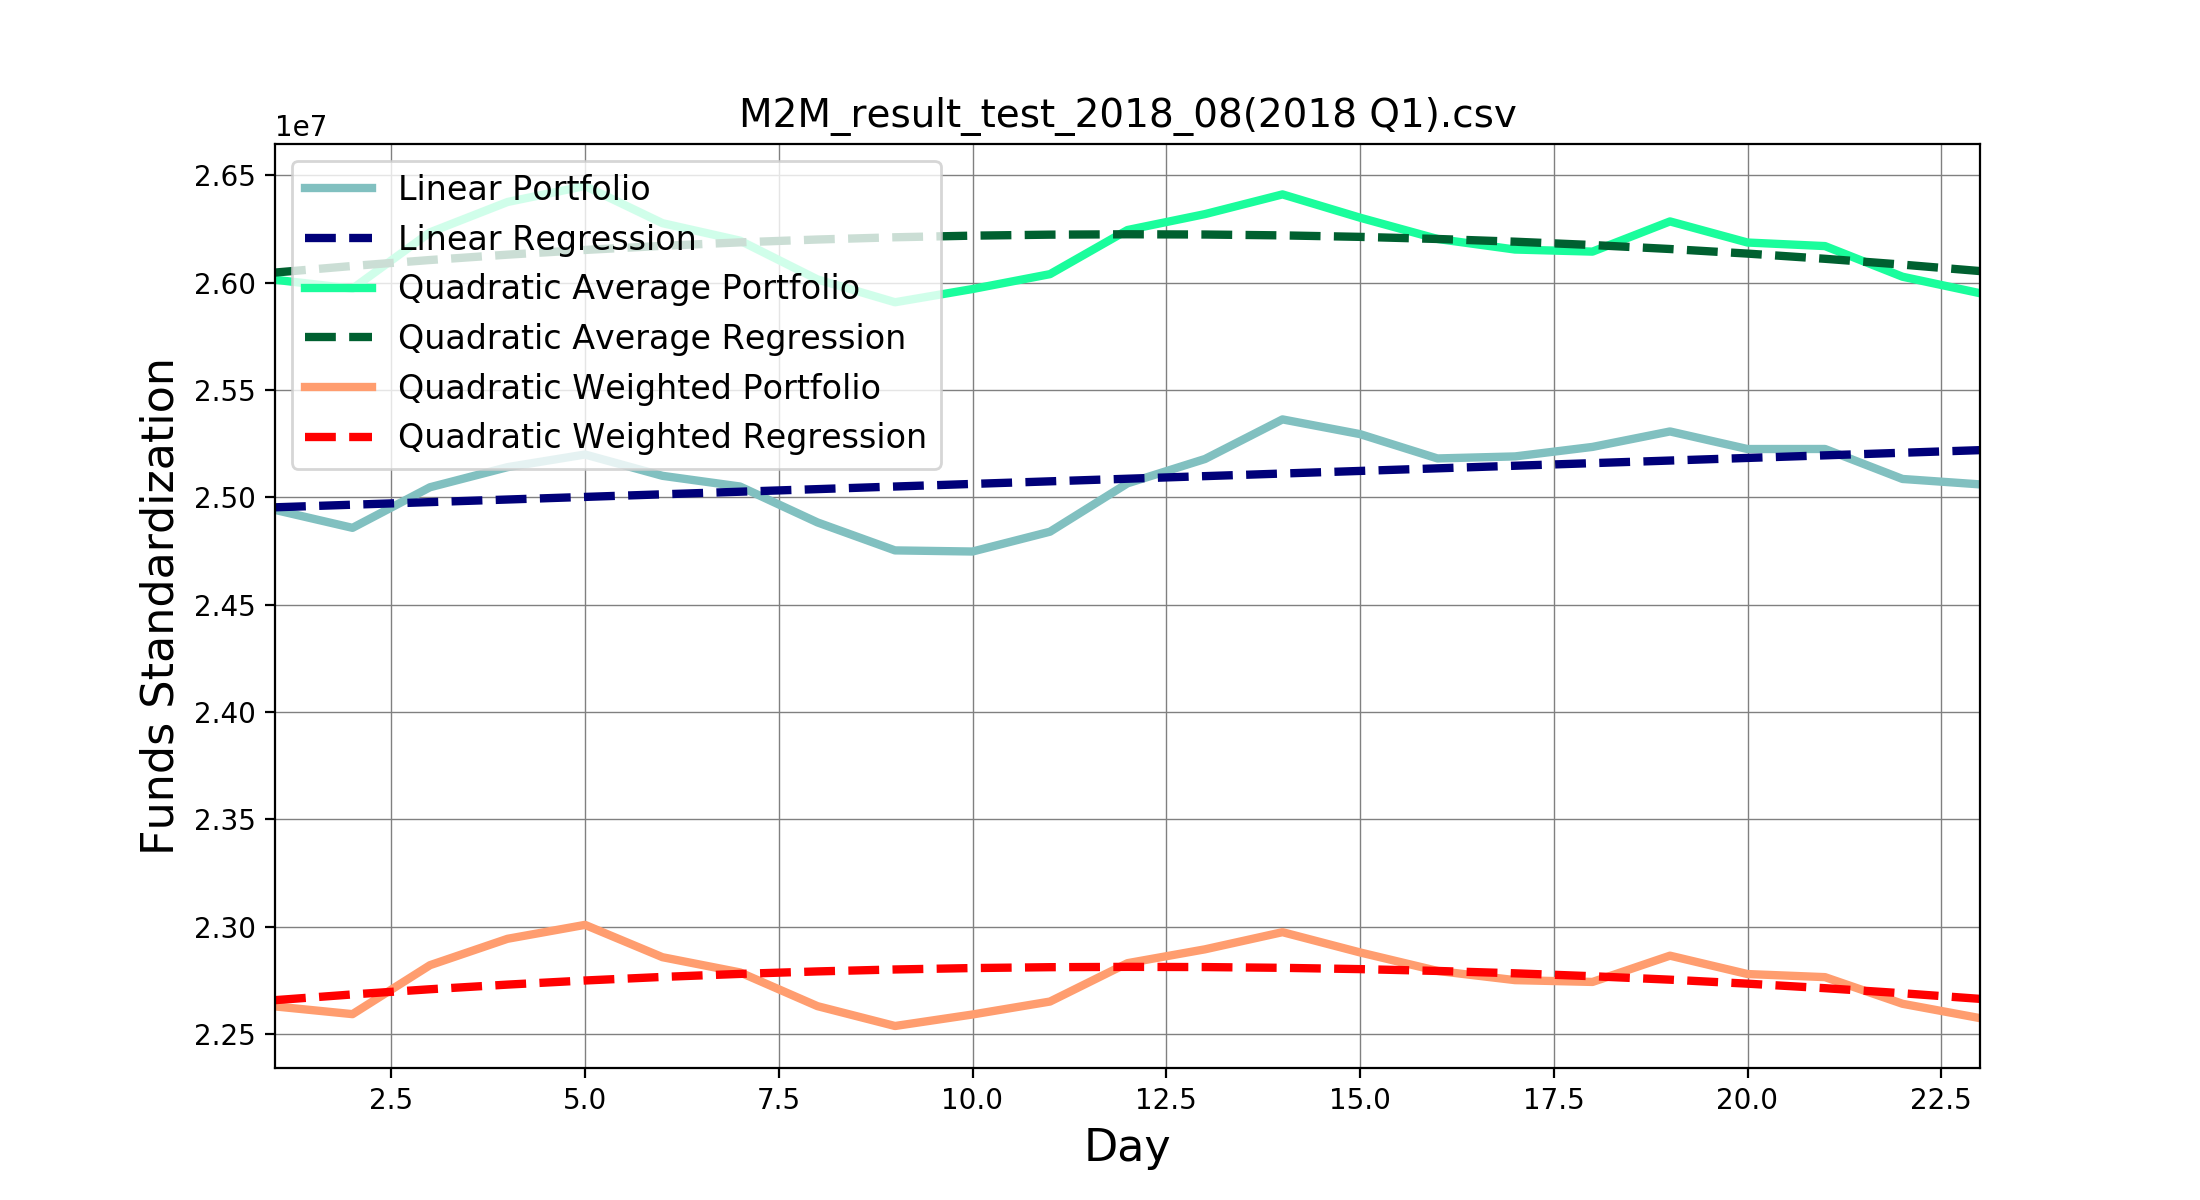 M2M_result_test_2018_08(2018 Q1).csv
1e7
2.65
2.60
2.55
2.50
2.45
2.40
2.35
2.30
2.25
Funds Standardization
Linear Portfolio
Linear Regression
Quadratic Average Portfolio
Quadratic Average Regression
Quadratic Weighted Portfolio
Quadratic Weighted Regression
2.5 5.0 7.5 10.0 12.5 15.0 17.5 20.0 22.5
Day